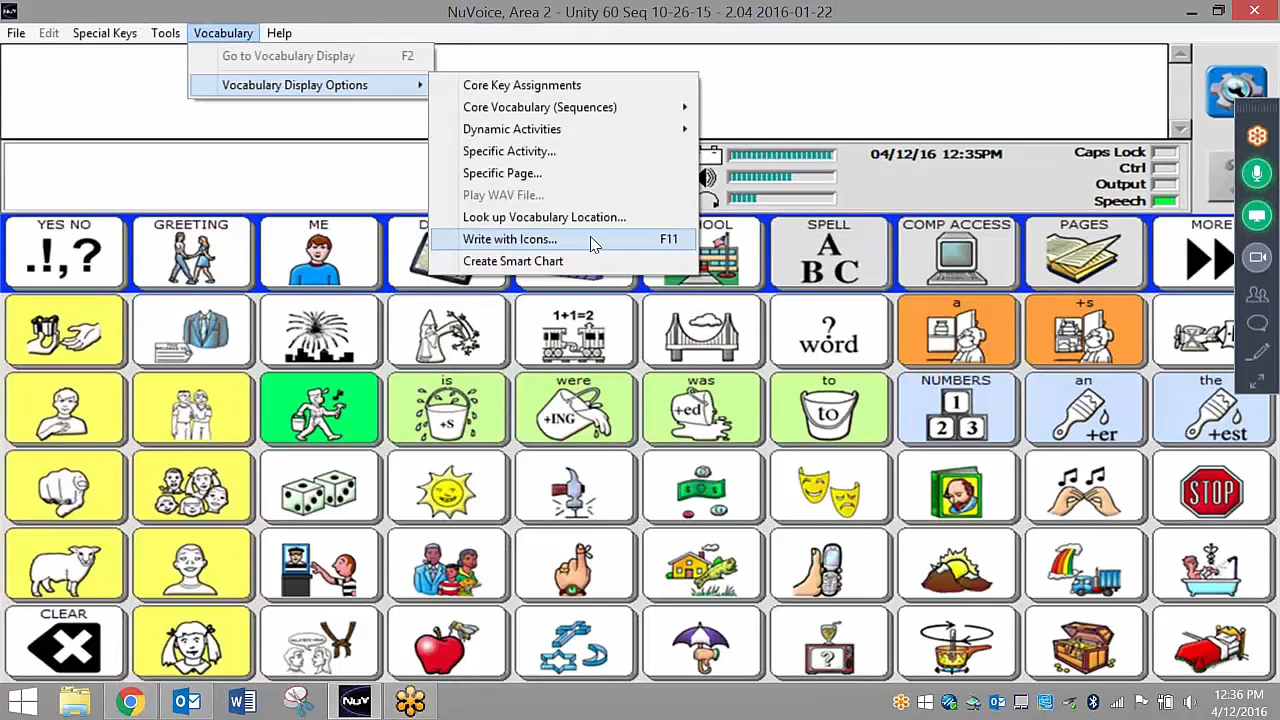 NuVoice, Area 2 - Unity 60 Seq 10-26-15 - 2.04 2016-01-22
File Edit Special Keys Tools Vocabulary Help
Go to Vocabulary Display F2
Vocabulary Display Options
Core Key Assignments
Core Vocabulary (Sequences)
Dynamic Activities
Specific Activity...
Specific Page...
Play WAV File...
Look up Vocabulary Location...
Write with Icons... F11
Create Smart Chart
04/12/16 12:35PM
Caps Lock
Ctrl
Output
Speech
YES NO GREETING ME SPELL COMP ACCESS PAGES MORE
.!,? A
B C
1+1=2 ? word a +s
is were was to NUMBERS an the
+S +ING +ed to 1 2 3 +er +est
STOP
CLEAR
?
NuV
12:36 PM
4/12/2016